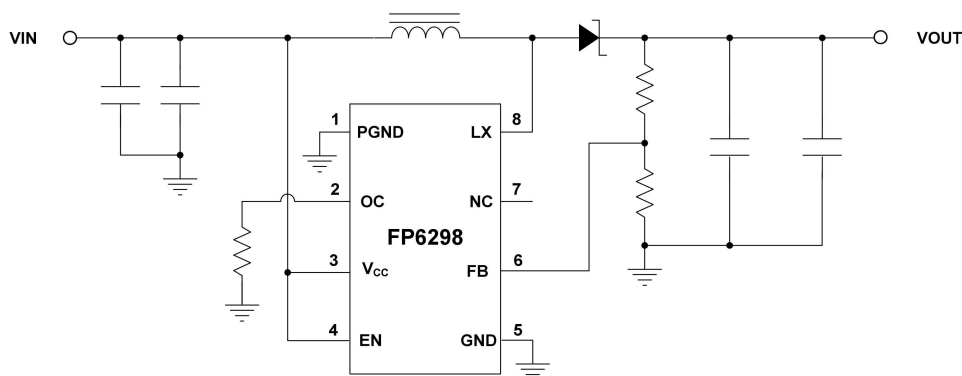 VIN
VOUT
1
PGND
LX
8
2
OC
NC
7
FP6298
3
VCC
FB
6
4
EN
GND
5